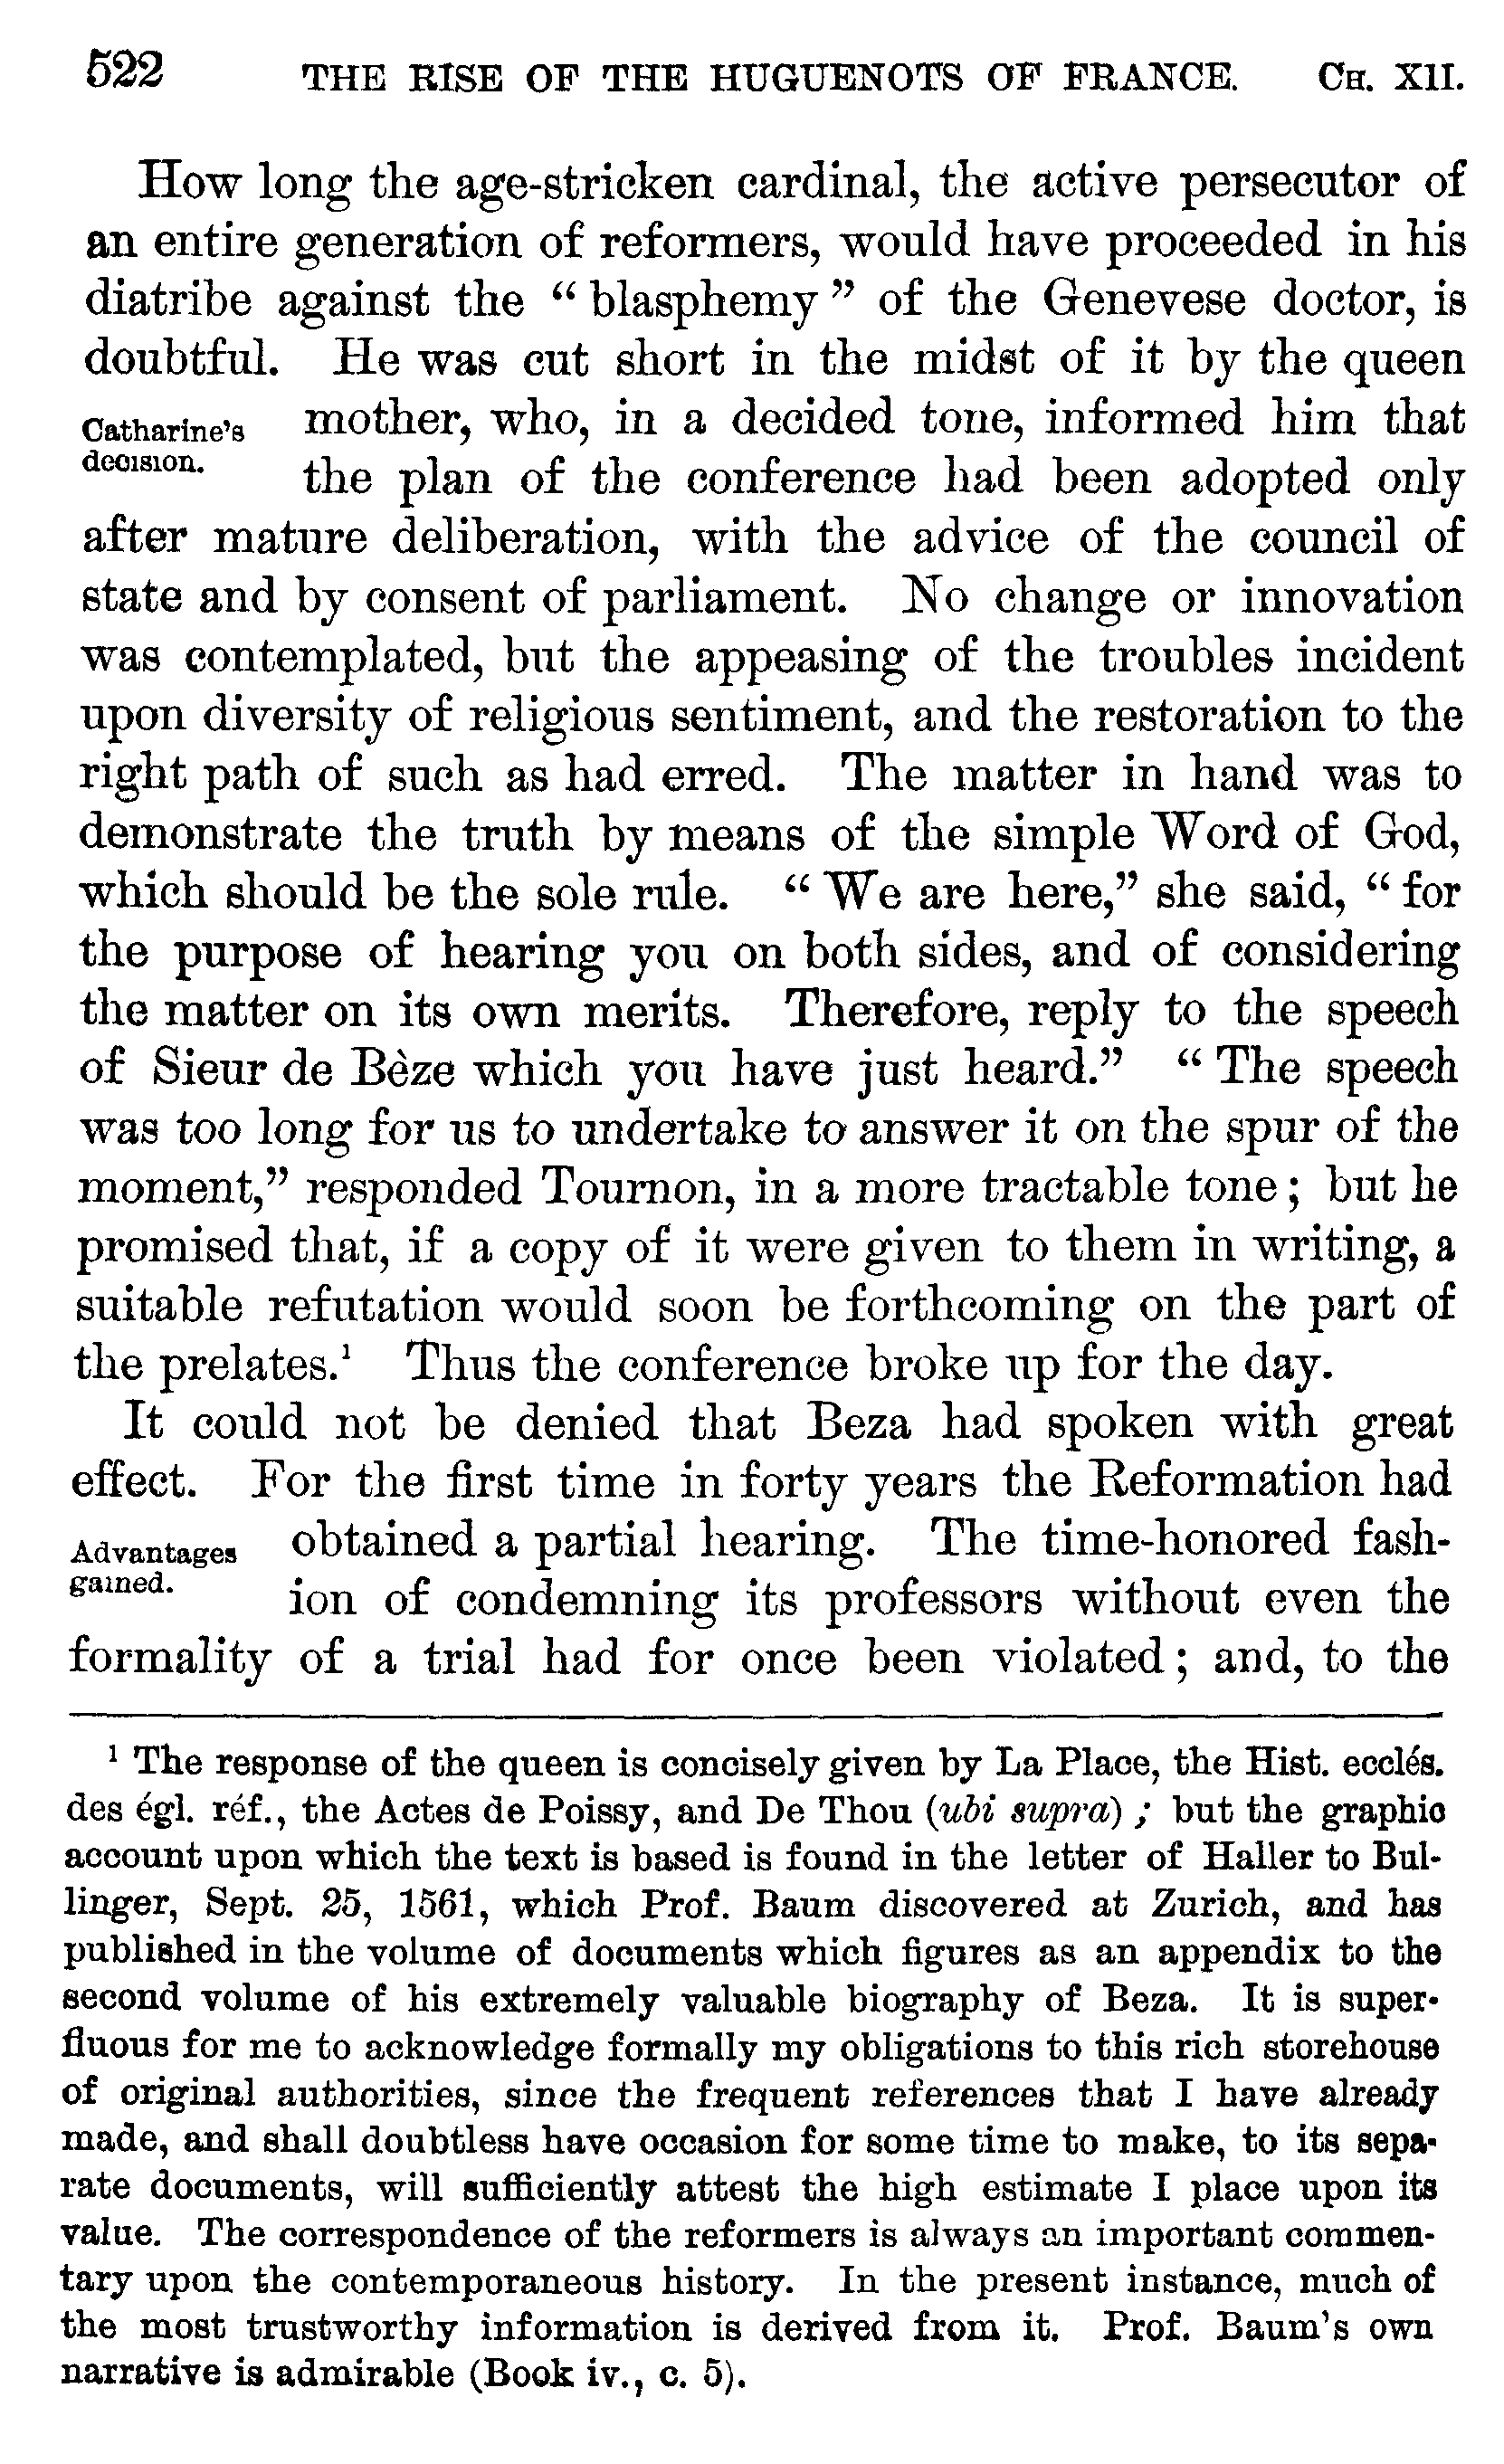 522 THE RISE OF THE HUGUENOTS OF FRANCE. CH. XII.
How long the age-stricken cardinal, the active persecutor of
an entire generation of reformers, would have proceeded in his
diatribe against the “ blasphemy ” of the Genevese doctor, is
doubtful. He was cut short in the midst of it by the queen
Catharine’s
decision.
mother, who, in a decided tone, informed him that
the plan of the conference had been adopted only
after mature deliberation, with the advice of the council of
state and by consent of parliament. No change or innovation
was contemplated, but the appeasing of the troubles incident
upon diversity of religious sentiment, and the restoration to the
right path of such as had erred. The matter in hand was to
demonstrate the truth by means of the simple Word of God,
which should be the sole rule. “ We are here,” she said, “ for
the purpose of hearing you on both sides, and of considering
the matter on its own merits. Therefore, reply to the speech
of Sieur de Bèze which you have just heard.” “ The speech
was too long for us to undertake to answer it on the spur of the
moment,” responded Tournon, in a more tractable tone ; but he
promised that, if a copy of it were given to them in writing, a
suitable refutation would soon be forthcoming on the part of
the prelates.¹ Thus the conference broke up for the day.
It could not be denied that Beza had spoken with great
effect. For the first time in forty years the Reformation had
Advantages
gained.
obtained a partial hearing. The time-honored fash-
ion of condemning its professors without even the
formality of a trial had for once been violated ; and, to the
¹ The response of the queen is concisely given by La Place, the Hist. ecclés.
des égl. réf., the Actes de Poissy, and De Thou (ubi supra) ; but the graphic
account upon which the text is based is found in the letter of Haller to Bul-
linger, Sept. 25, 1561, which Prof. Baum discovered at Zurich, and has
published in the volume of documents which figures as an appendix to the
second volume of his extremely valuable biography of Beza. It is super-
fluous for me to acknowledge formally my obligations to this rich storehouse
of original authorities, since the frequent references that I have already
made, and shall doubtless have occasion for some time to make, to its sepa-
rate documents, will sufficiently attest the high estimate I place upon its
value. The correspondence of the reformers is always an important commen-
tary upon the contemporaneous history. In the present instance, much of
the most trustworthy information is derived from it. Prof. Baum’s own
narrative is admirable (Book iv., c. 5).